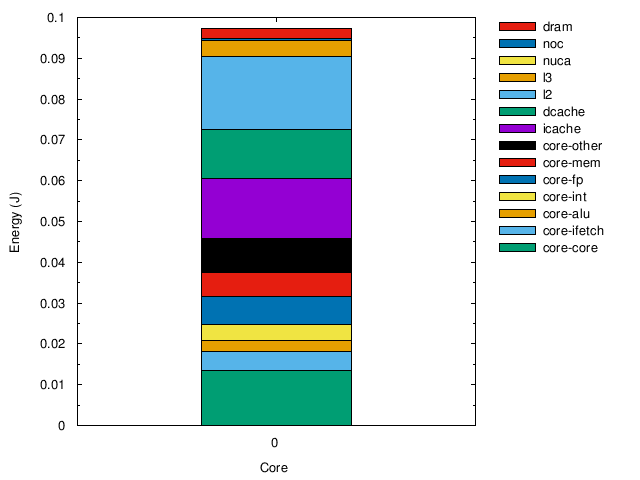 0.1
0.09
0.08
0.07
0.06
0.05
0.04
0.03
0.02
0.01
0
Energy (J)
0
Core
dram
noc
nuca
l3
l2
dcache
icache
core-other
core-mem
core-fp
core-int
core-alu
core-ifetch
core-core